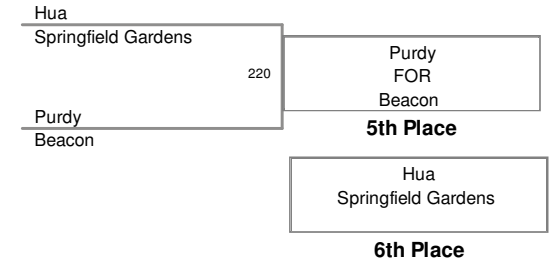 Hua
Springfield Gardens
220
Purdy
FOR
Beacon
Purdy
Beacon
5th Place
Hua
Springfield Gardens
6th Place